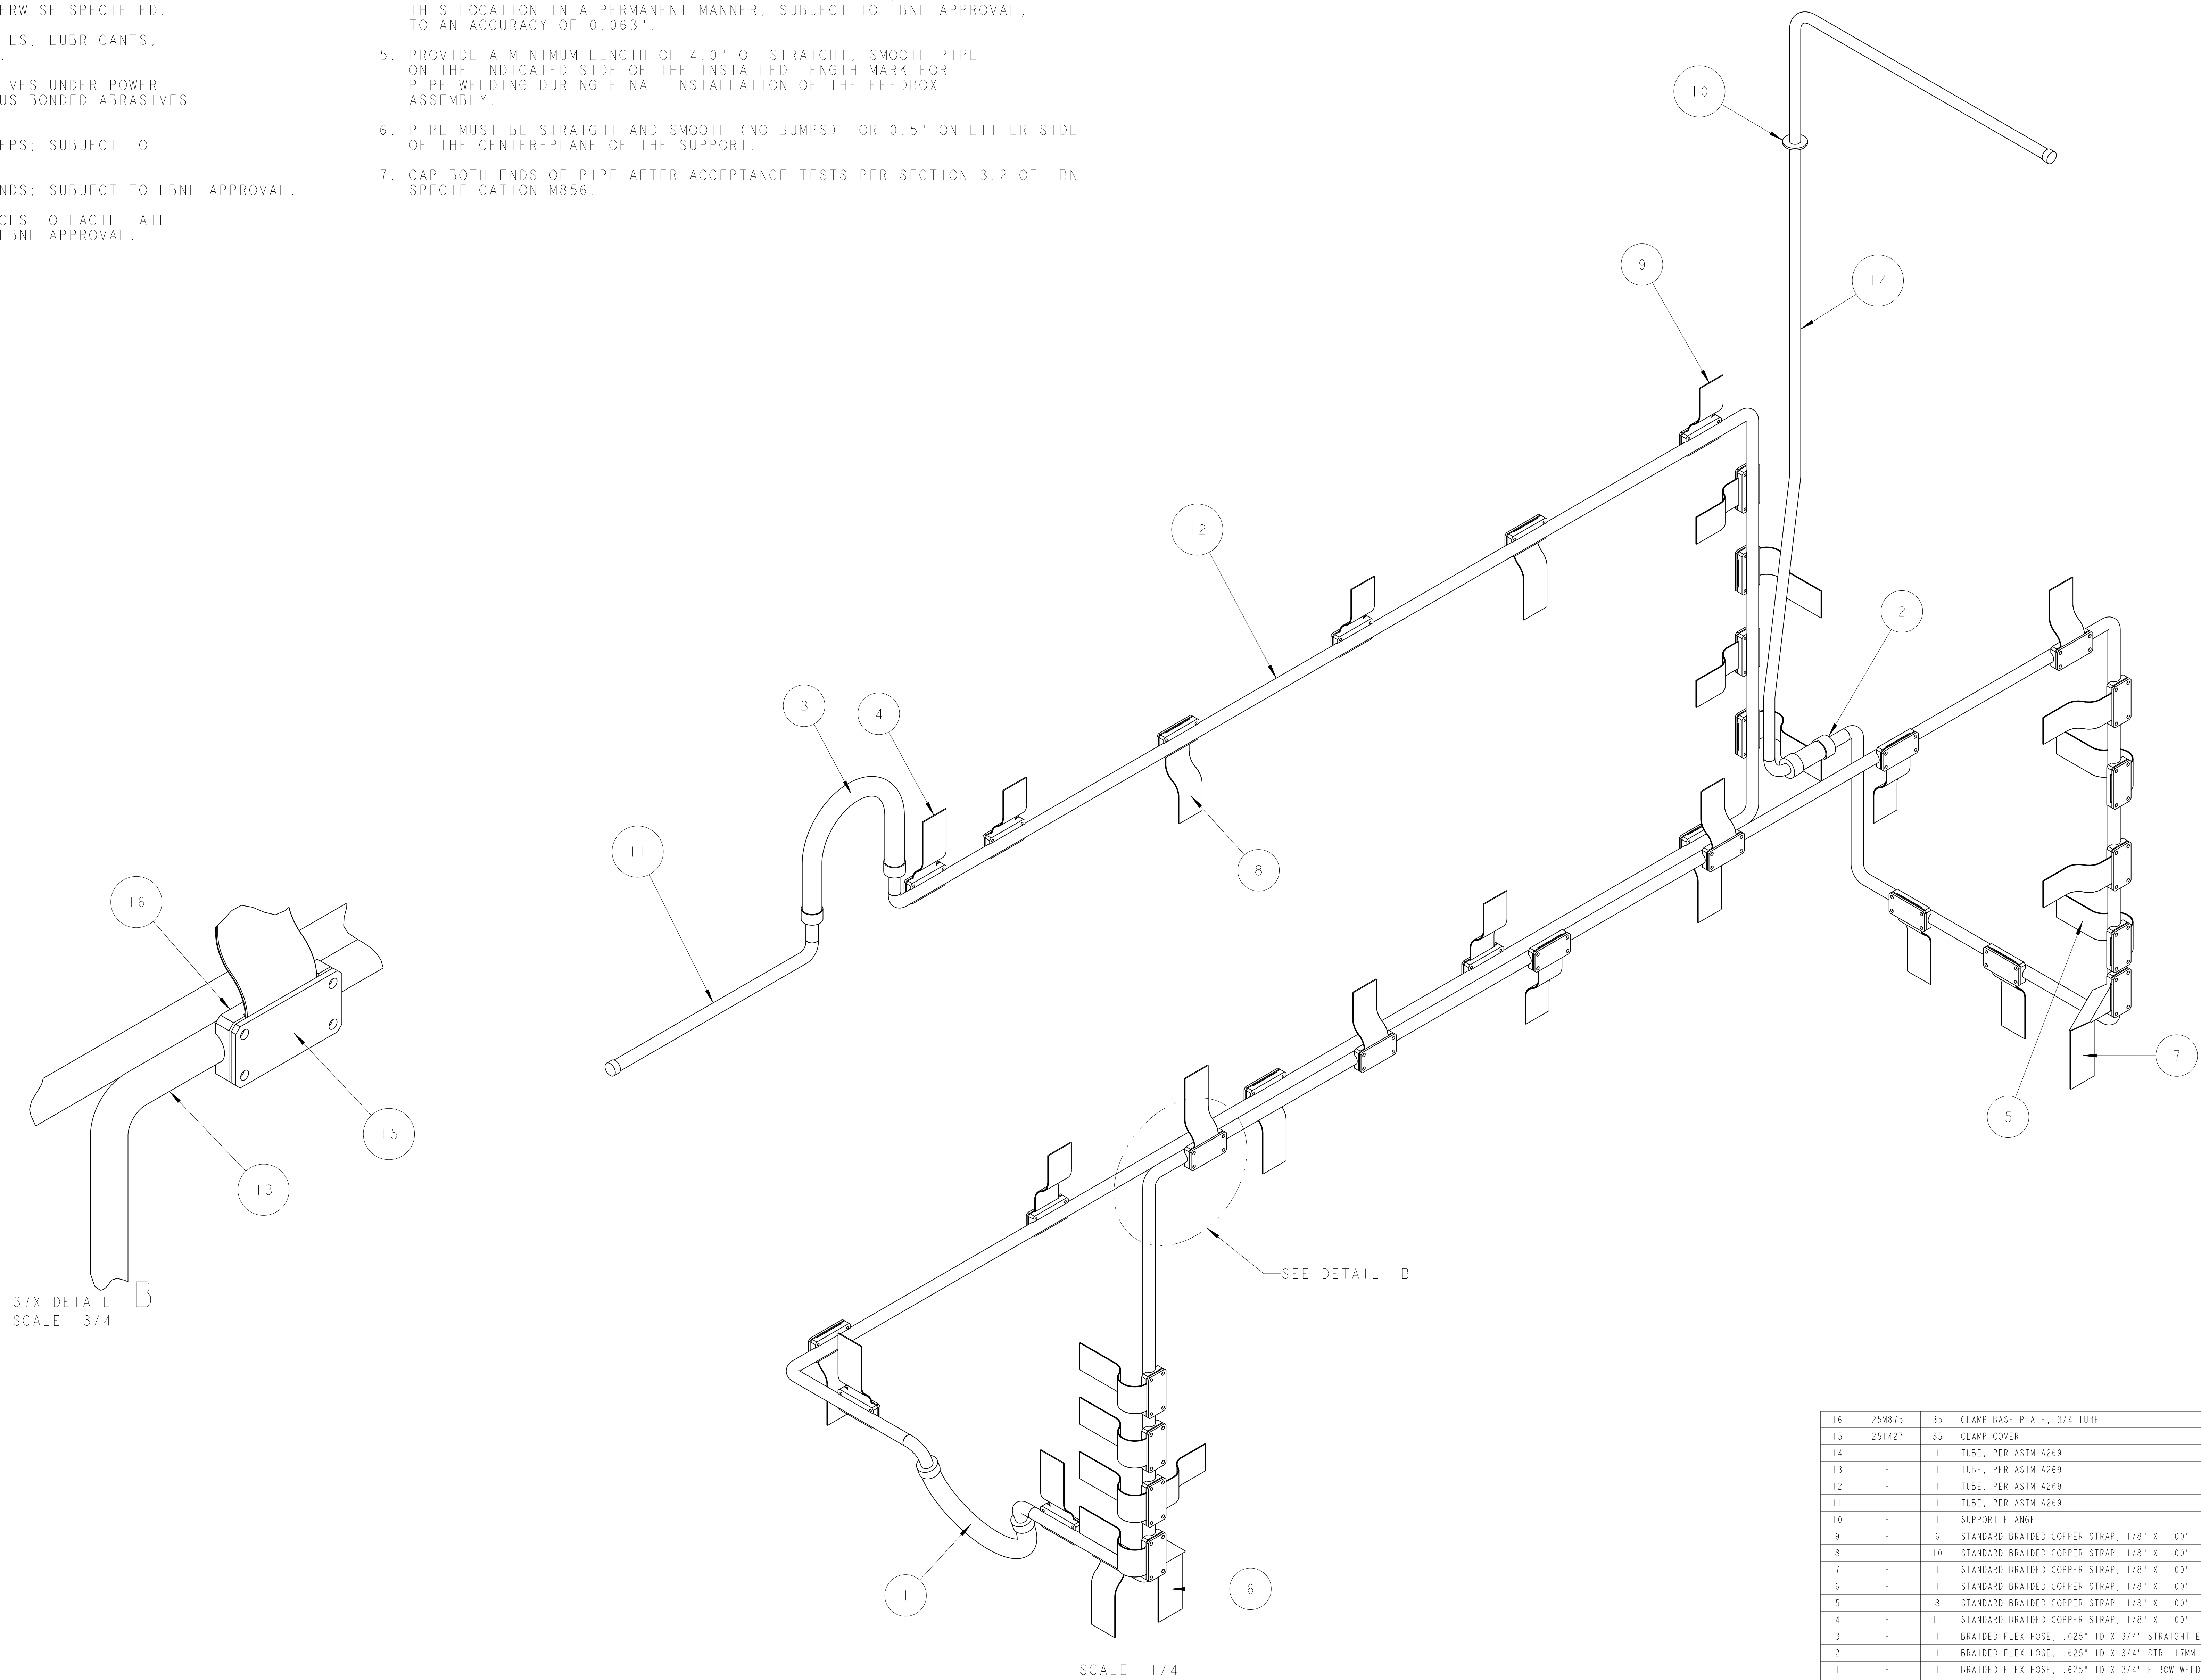 ERWISE SPECIFIED.
ILS, LUBRICANTS,
.
IVES UNDER POWER
US BONDED ABRASIVES
EPS; SUBJECT TO
NDS; SUBJECT TO LBNL APPROVAL.
CES TO FACILITATE
LBNL APPROVAL.
THIS LOCATION IN A PERMANENT MANNER, SUBJECT TO LBNL APPROVAL,
TO AN ACCURACY OF 0.063".
15. PROVIDE A MINIMUM LENGTH OF 4.0" OF STRAIGHT, SMOOTH PIPE
ON THE INDICATED SIDE OF THE INSTALLED LENGTH MARK FOR
PIPE WELDING DURING FINAL INSTALLATION OF THE FEEDBOX
ASSEMBLY.
16. PIPE MUST BE STRAIGHT AND SMOOTH (NO BUMPS) FOR 0.5" ON EITHER SIDE
OF THE CENTER-PLANE OF THE SUPPORT.
17. CAP BOTH ENDS OF PIPE AFTER ACCEPTANCE TESTS PER SECTION 3.2 OF LBNL
SPECIFICATION M856.
10
9
14
12
2
3
4
11
8
16
7
5
15
13
SEE DETAIL B
37X DETAIL B
SCALE 3/4
1
6
SCALE 1/4
16 25M875 35 CLAMP BASE PLATE, 3/4 TUBE
15 251427 35 CLAMP COVER
14 - 1 TUBE, PER ASTM A269
13 - 1 TUBE, PER ASTM A269
12 - 1 TUBE, PER ASTM A269
11 - 1 TUBE, PER ASTM A269
10 - 1 SUPPORT FLANGE
9 - 6 STANDARD BRAIDED COPPER STRAP, 1/8" X 1.00"
8 - 10 STANDARD BRAIDED COPPER STRAP, 1/8" X 1.00"
7 - 1 STANDARD BRAIDED COPPER STRAP, 1/8" X 1.00"
6 - 1 STANDARD BRAIDED COPPER STRAP, 1/8" X 1.00"
5 - 8 STANDARD BRAIDED COPPER STRAP, 1/8" X 1.00"
4 - 11 STANDARD BRAIDED COPPER STRAP, 1/8" X 1.00"
3 - 1 BRAIDED FLEX HOSE, .625" ID X 3/4" STRAIGHT E
2 - 1 BRAIDED FLEX HOSE, .625" ID X 3/4" STR, 17MM
1 - 1 BRAIDED FLEX HOSE, .625" ID X 3/4" ELBOW WELD